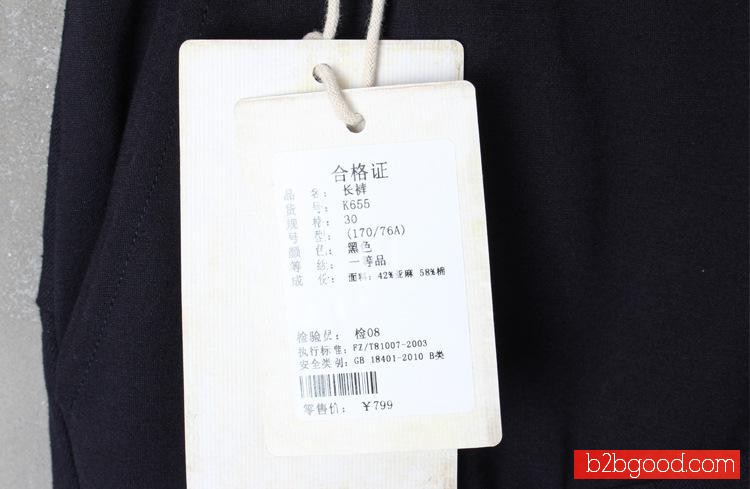 合格证
品 名： 长裤
货 号： K655
规 格： 30
号 型： (170/76A)
颜 色： 黑色
等 级： 一等品
成 份： 面料：42%亚麻 58%棉
检验员： 检08
执行标准：FZ/T81007-2003
安全类别：GB 18401-2010 B类
零售价： ¥799
b2bgood.com